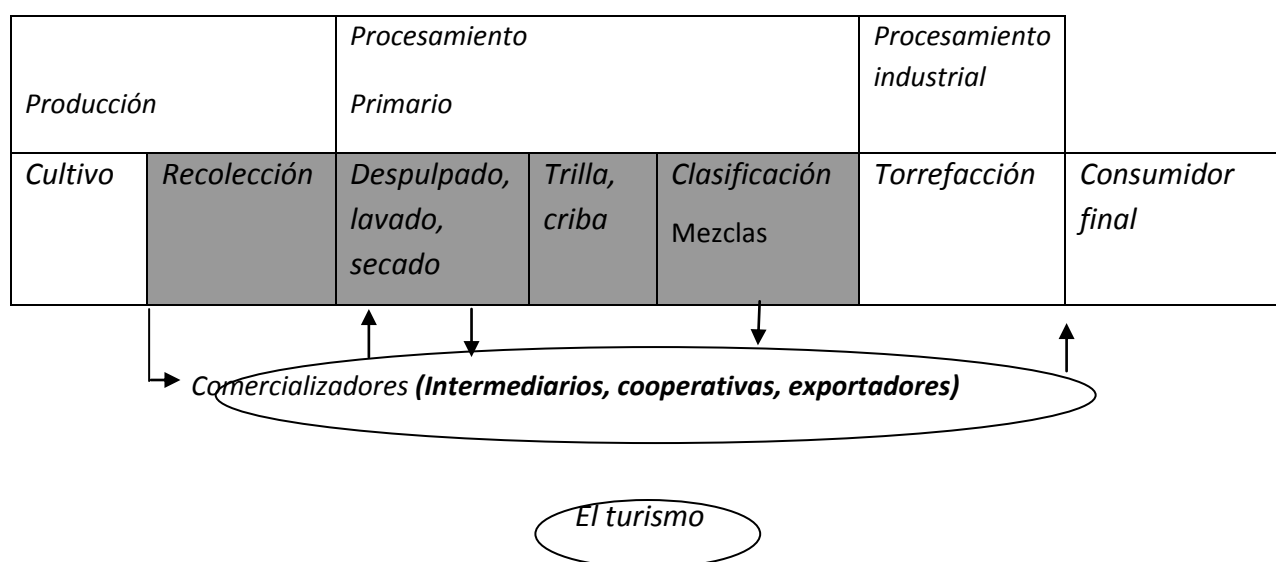 Producción
Procesamiento
Primario
Procesamiento
industrial
Cultivo
Recolección
Despulpado,
lavado,
secado
Trilla,
criba
Clasificación
Mezclas
Torrefacción
Consumidor
final
Comercializadores (Intermediarios, cooperativas, exportadores)
El turismo